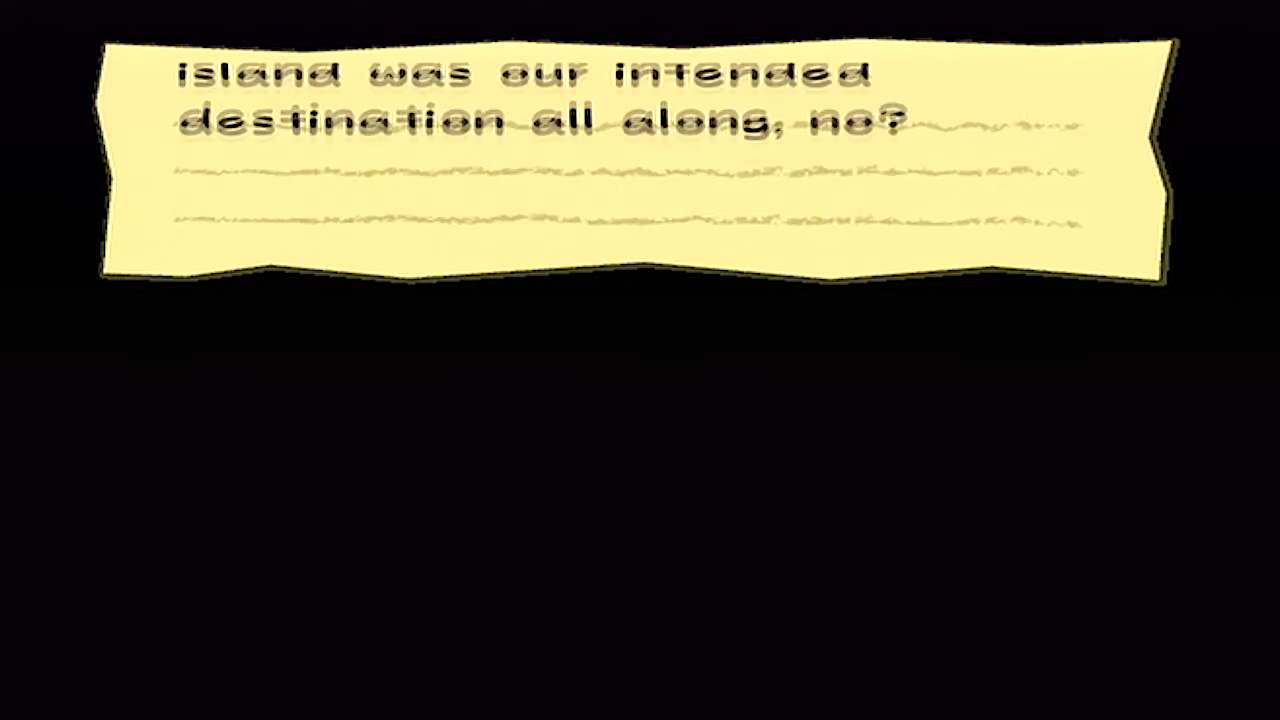 island was our intended
destination all along, no?